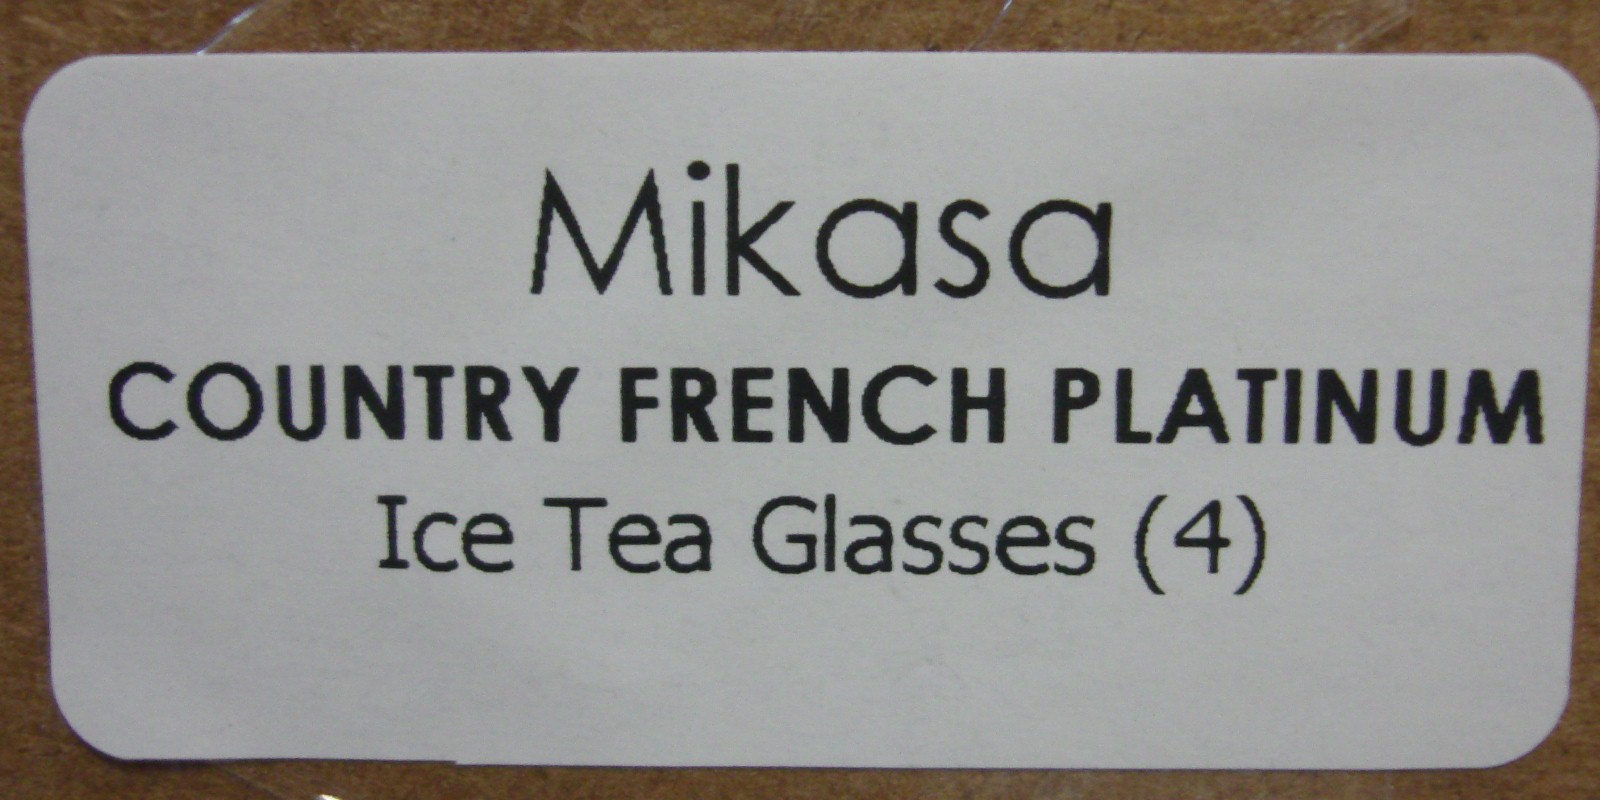 Mikasa
COUNTRY FRENCH PLATINUM
Ice Tea Glasses (4)